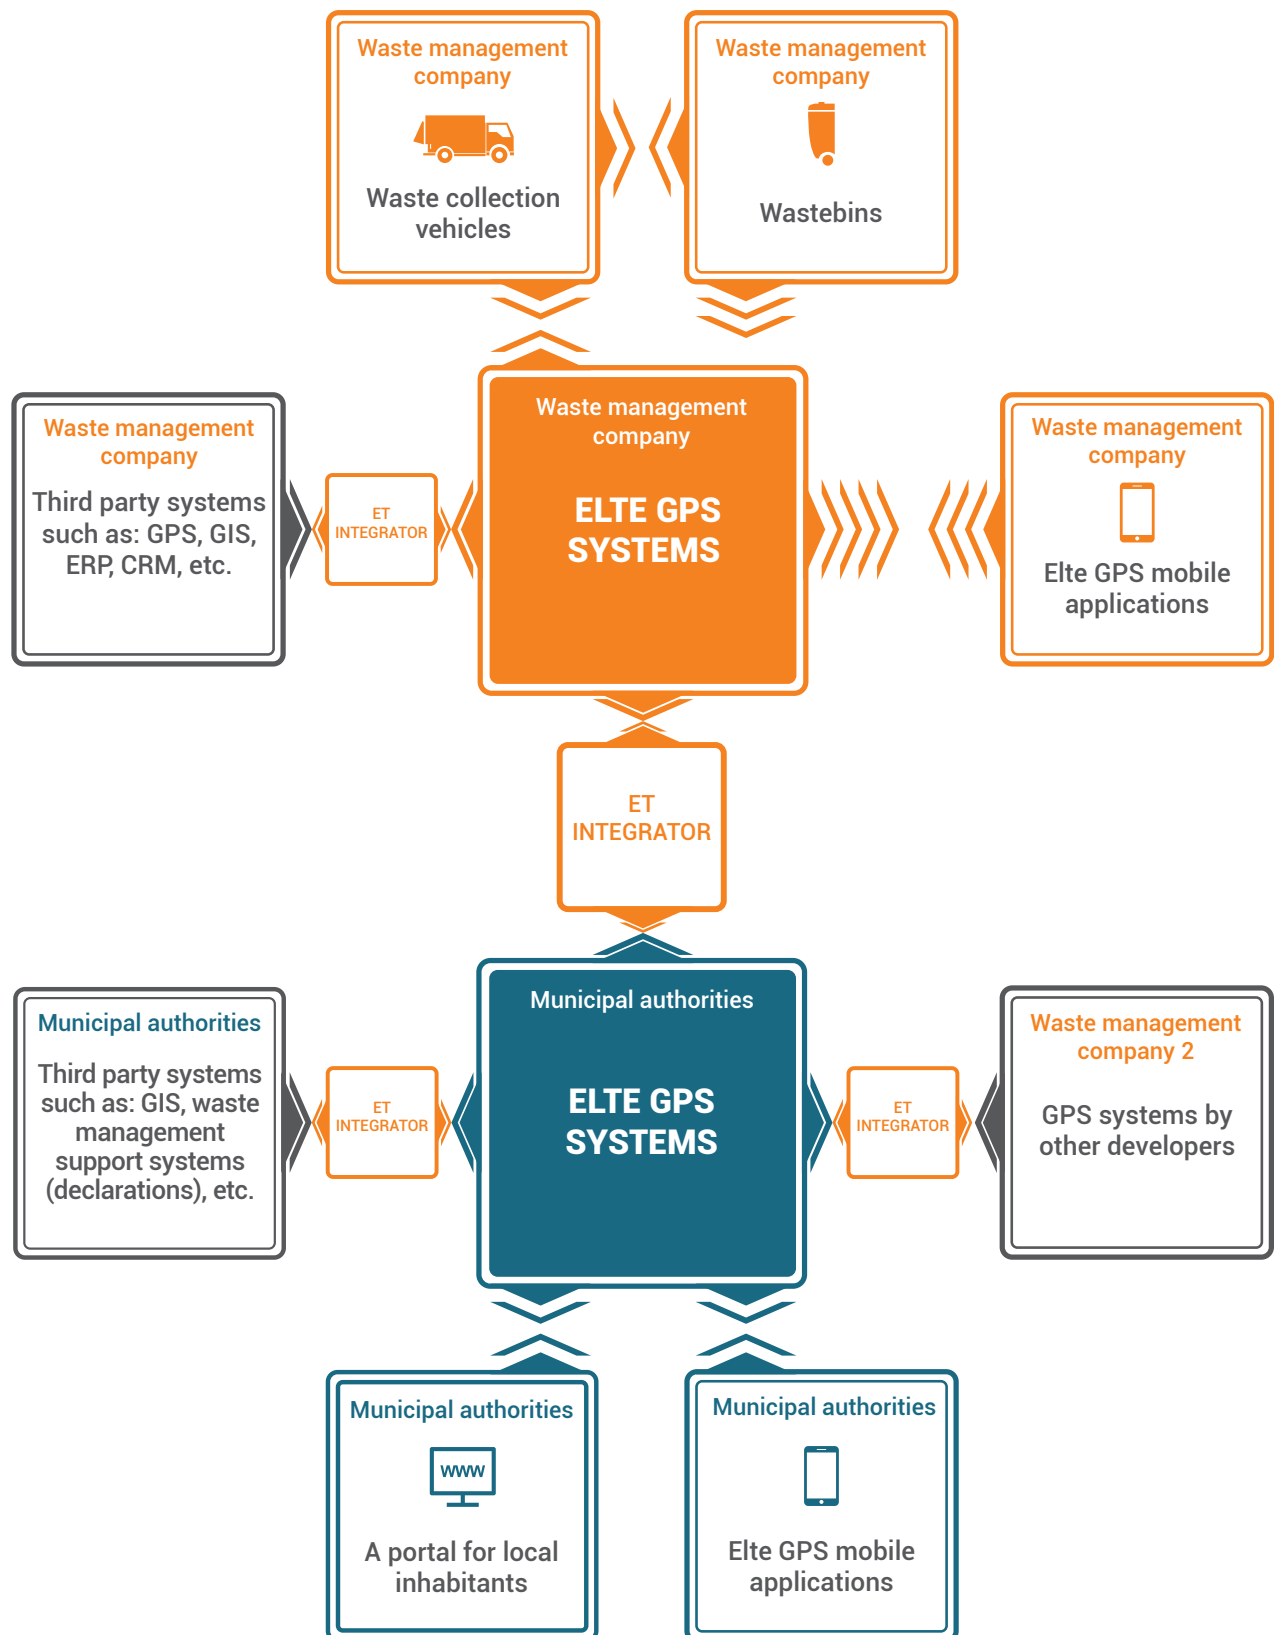 Waste management
company
Waste collection
vehicles
Waste management
company
Wastebins
Waste management
company
Third party systems
such as: GPS, GIS,
ERP, CRM, etc.
ET
INTEGRATOR
Waste management
company
ELTE GPS
SYSTEMS
Waste management
company
Elte GPS mobile
applications
ET
INTEGRATOR
Municipal authorities
Third party systems
such as: GIS, waste
management
support systems
(declarations), etc.
ET
INTEGRATOR
Municipal authorities
ELTE GPS
SYSTEMS
ET
INTEGRATOR
Waste management
company 2
GPS systems by
other developers
Municipal authorities
www
A portal for local
inhabitants
Municipal authorities
Elte GPS mobile
applications